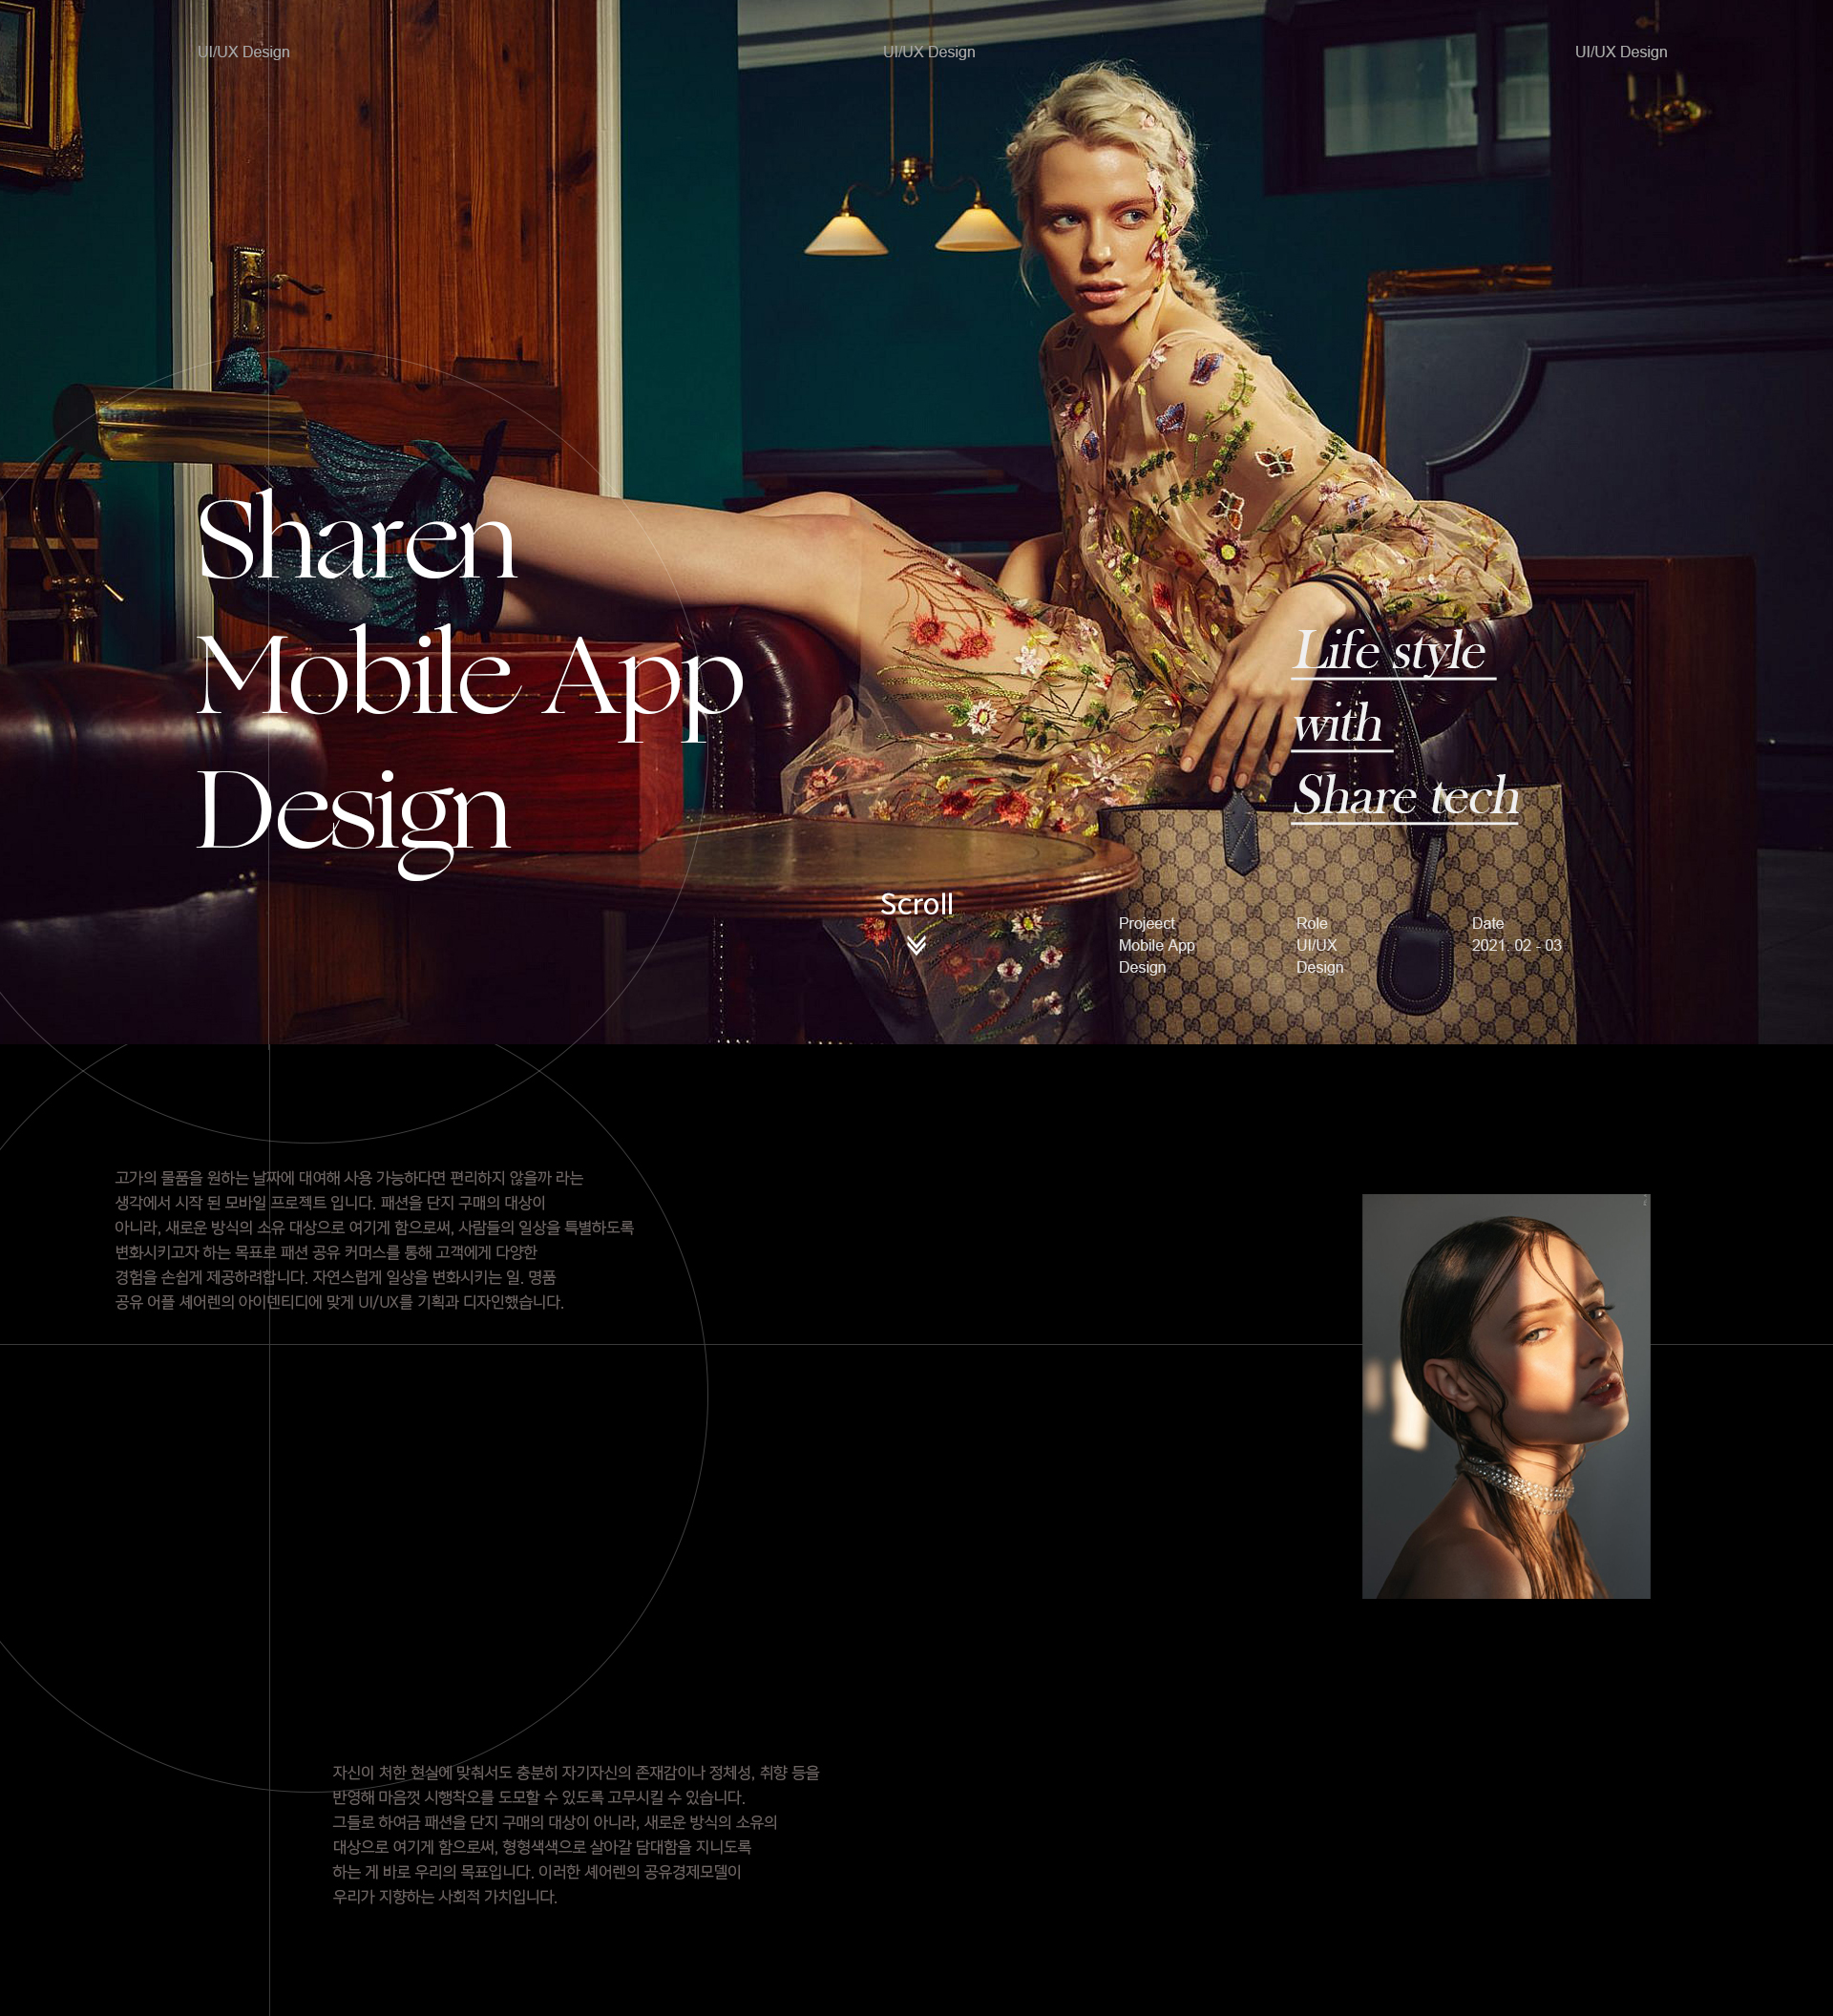 UI/UX Design
UI/UX Design
UI/UX Design
Sharen
Mobile App
Design
Life style
with
Share tech
Scroll
Projeect
Mobile App
Design
Role
UI/UX
Design
Date
2021. 02 - 03
고가의 물품을 원하는 날짜에 대여해 사용 가능하다면 편리하지 않을까 라는
생각에서 시작 된 모바일 프로젝트 입니다. 패션을 단지 구매의 대상이
아니라, 새로운 방식의 소유 대상으로 여기게 함으로써, 사람들의 일상을 특별하도록
변화시키고자 하는 목표로 패션 공유 커머스를 통해 고객에게 다양한
경험을 손쉽게 제공하려합니다. 자연스럽게 일상을 변화시키는 일. 명품
공유 어플 셰어렌의 아이덴티디에 맞게 UI/UX를 기획과 디자인했습니다.
자신이 처한 현실에 맞춰서도 충분히 자기자신의 존재감이나 정체성, 취향 등을
반영해 마음껏 시행착오를 도모할 수 있도록 고무시킬 수 있습니다.
그들로 하여금 패션을 단지 구매의 대상이 아니라, 새로운 방식의 소유의
대상으로 여기게 함으로써, 형형색색으로 살아갈 담대함을 지니도록
하는 게 바로 우리의 목표입니다. 이러한 셰어렌의 공유경제모델이
우리가 지향하는 사회적 가치입니다.